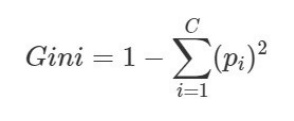 Gini = 1 − ∑_{i=1}^{C} (p_i)^2